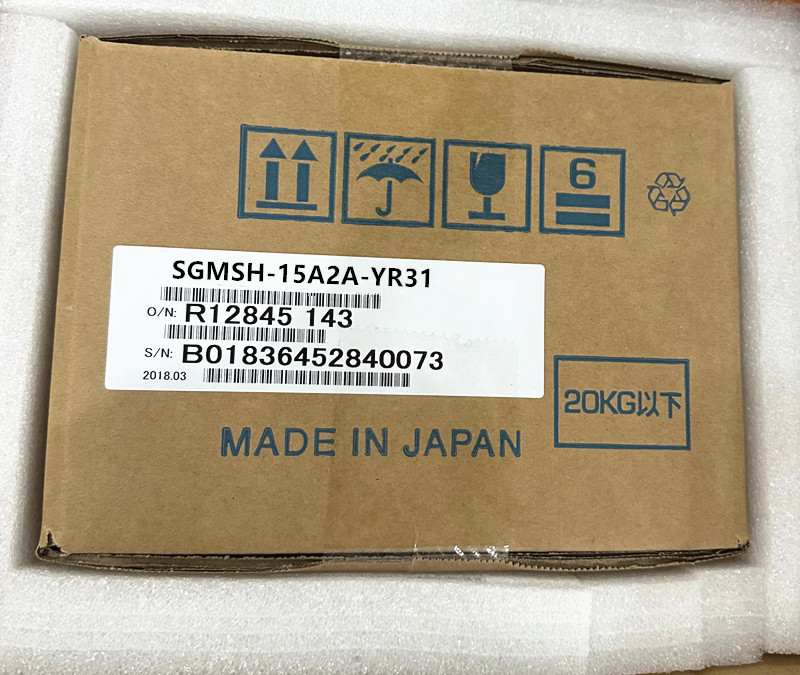 6
SGMSH-15A2A-YR31
O/N: R12845 143
S/N: B01836452840073
2018.03
20KG以下
MADE IN JAPAN